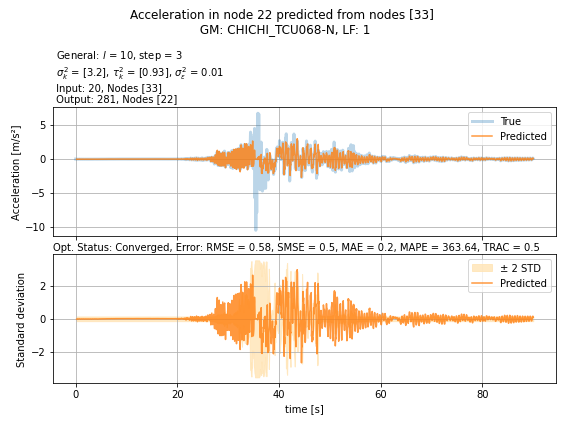 Acceleration in node 22 predicted from nodes [33]
GM: CHICHI_TCU068-N, LF: 1
General: l = 10, step = 3
σ²ₖ = [3.2], τ²ₖ = [0.93], σ²_ε = 0.01
Input: 20, Nodes [33]
Output: 281, Nodes [22]
True
Predicted
Acceleration [m/s²]
5
0
−5
−10
Opt. Status: Converged, Error: RMSE = 0.58, SMSE = 0.5, MAE = 0.2, MAPE = 363.64, TRAC = 0.5
± 2 STD
Predicted
Standard deviation
2
0
−2
0 20 40 60 80
time [s]